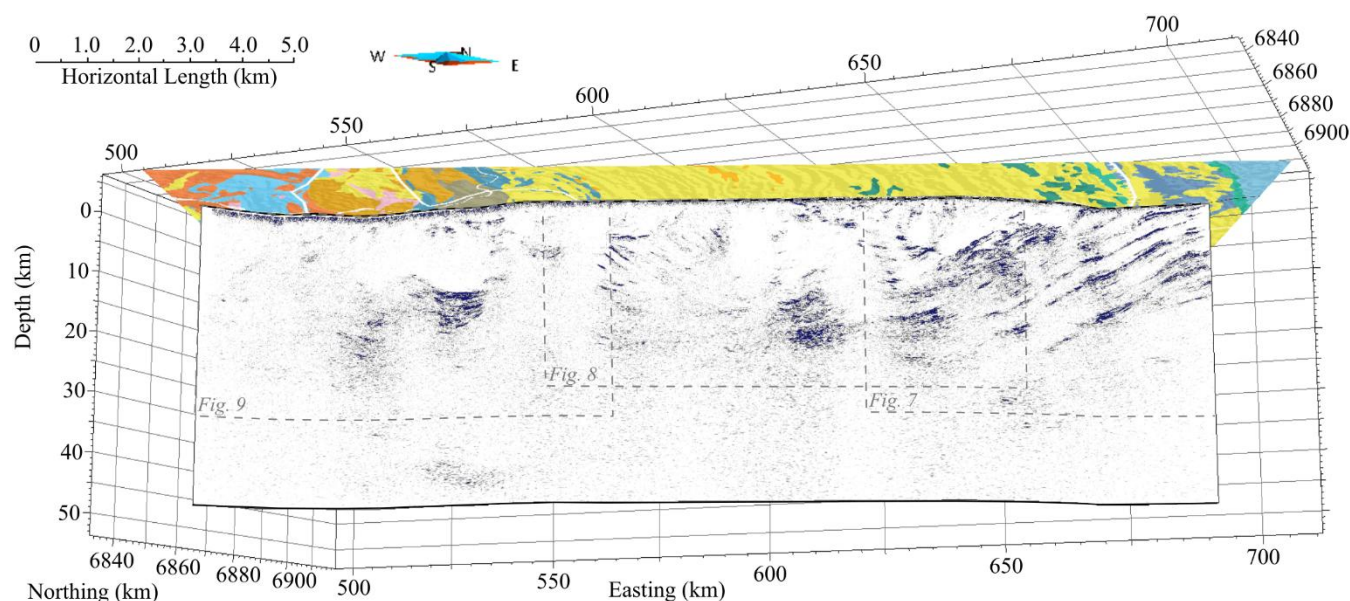 0 1.0 2.0 3.0 4.0 5.0
Horizontal Length (km)
W N S E
500 550 600 650 700
6840
6860
6880
6900
Depth (km)
0
10
20
30
40
50
Fig. 9
Fig. 8
Fig. 7
6840 6860 6880 6900
Northing (km)
500 550 600 650 700
Easting (km)